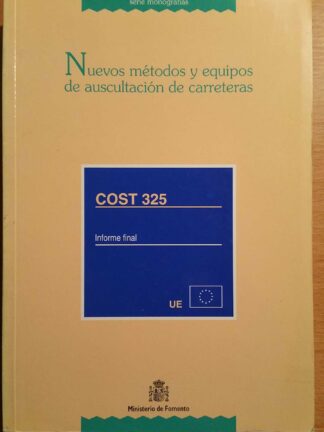 serie monografías
Nuevos métodos y equipos
de auscultación de carreteras
COST 325
Informe final
UE
Ministerio de Fomento